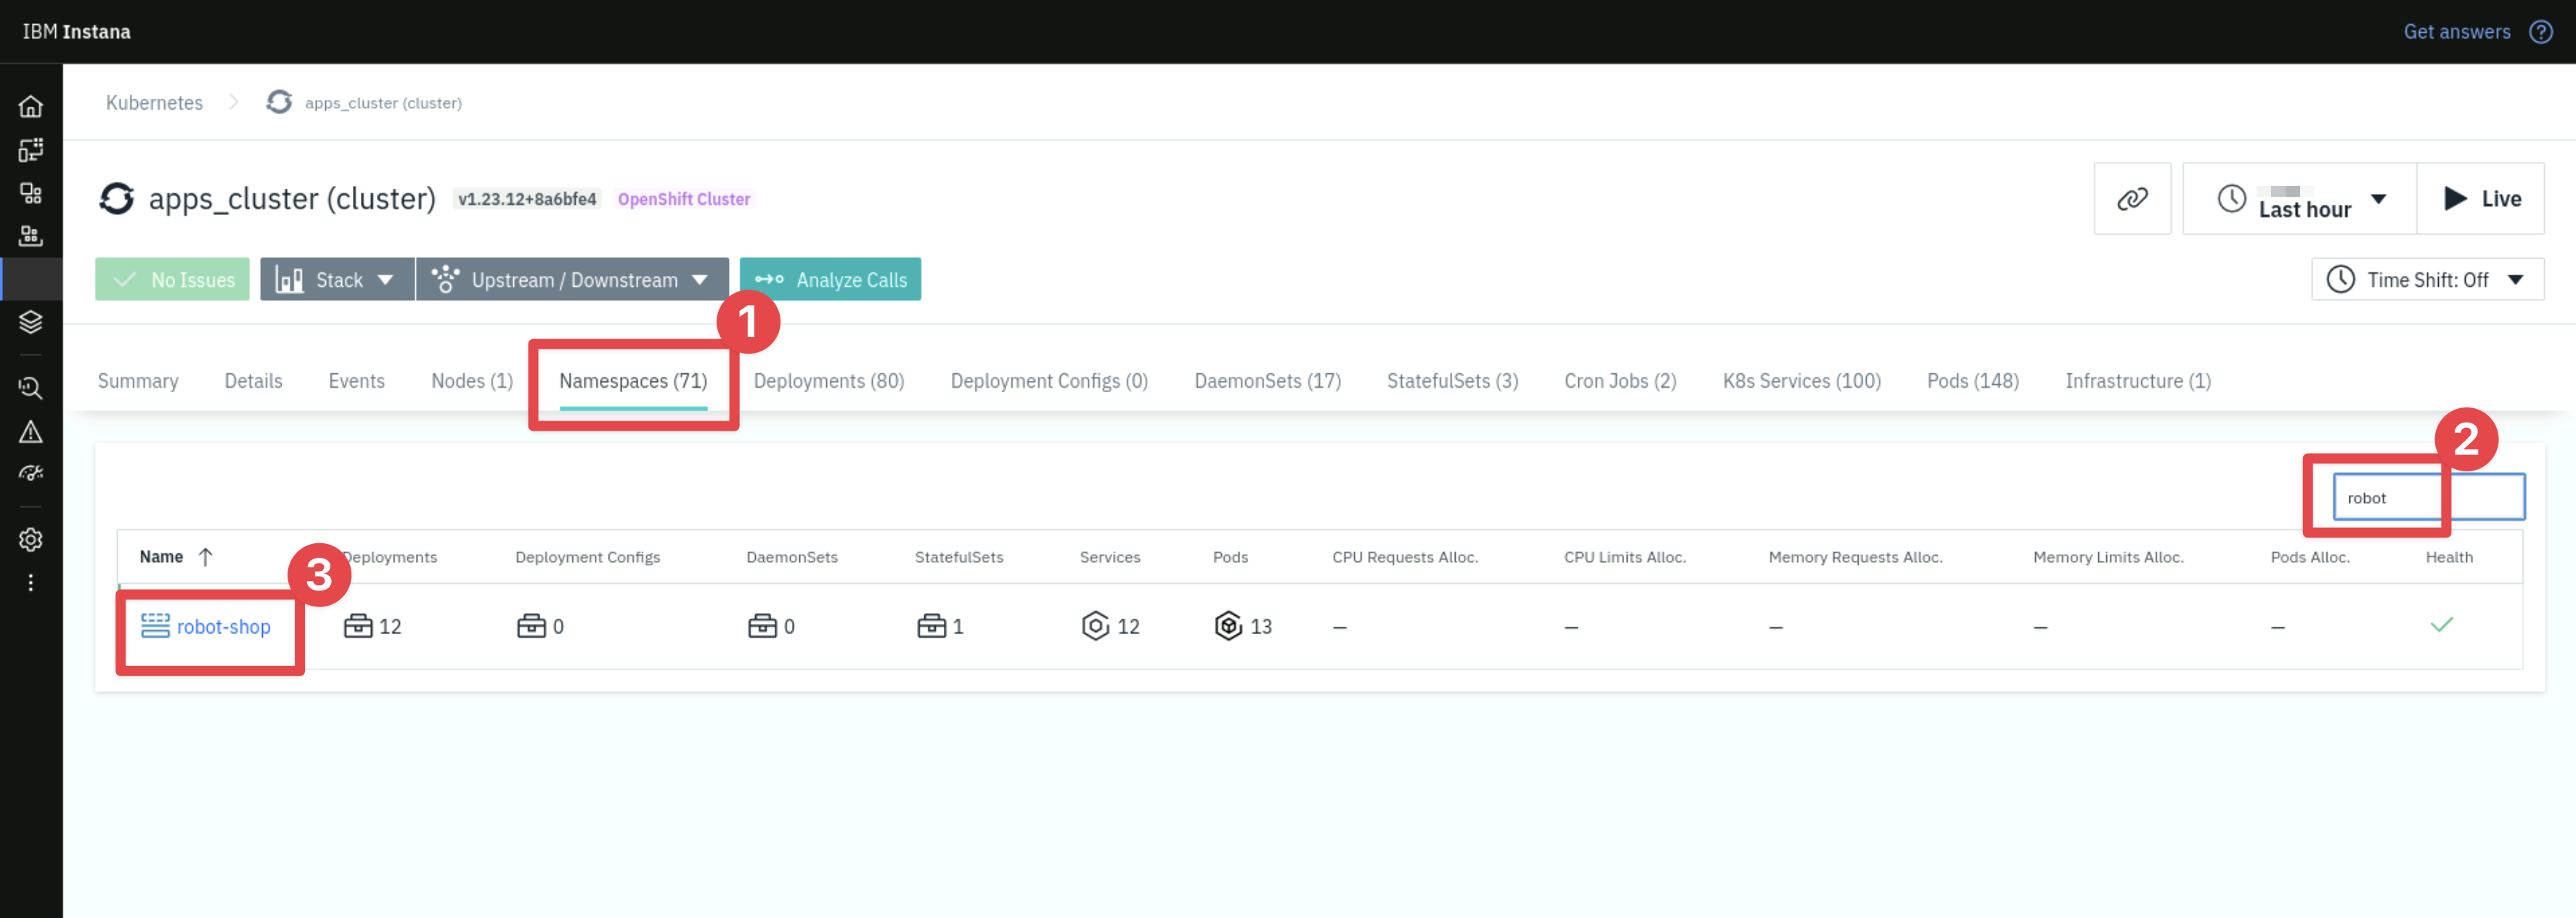 IBM Instana
Get answers
Kubernetes
apps_cluster (cluster)
apps_cluster (cluster) v1.23.12+8a6bfe4 OpenShift Cluster
Last hour
Live
No Issues
Stack
Upstream / Downstream
Analyze Calls
Time Shift: Off
1
Summary Details Events Nodes (1) Namespaces (71) Deployments (80) Deployment Configs (0) DaemonSets (17) StatefulSets (3) Cron Jobs (2) K8s Services (100) Pods (148) Infrastructure (1)
2
robot
Name Deployments Deployment Configs DaemonSets StatefulSets Services Pods CPU Requests Alloc. CPU Limits Alloc. Memory Requests Alloc. Memory Limits Alloc. Pods Alloc. Health
3
robot-shop 12 0 0 1 12 13 – – – – –